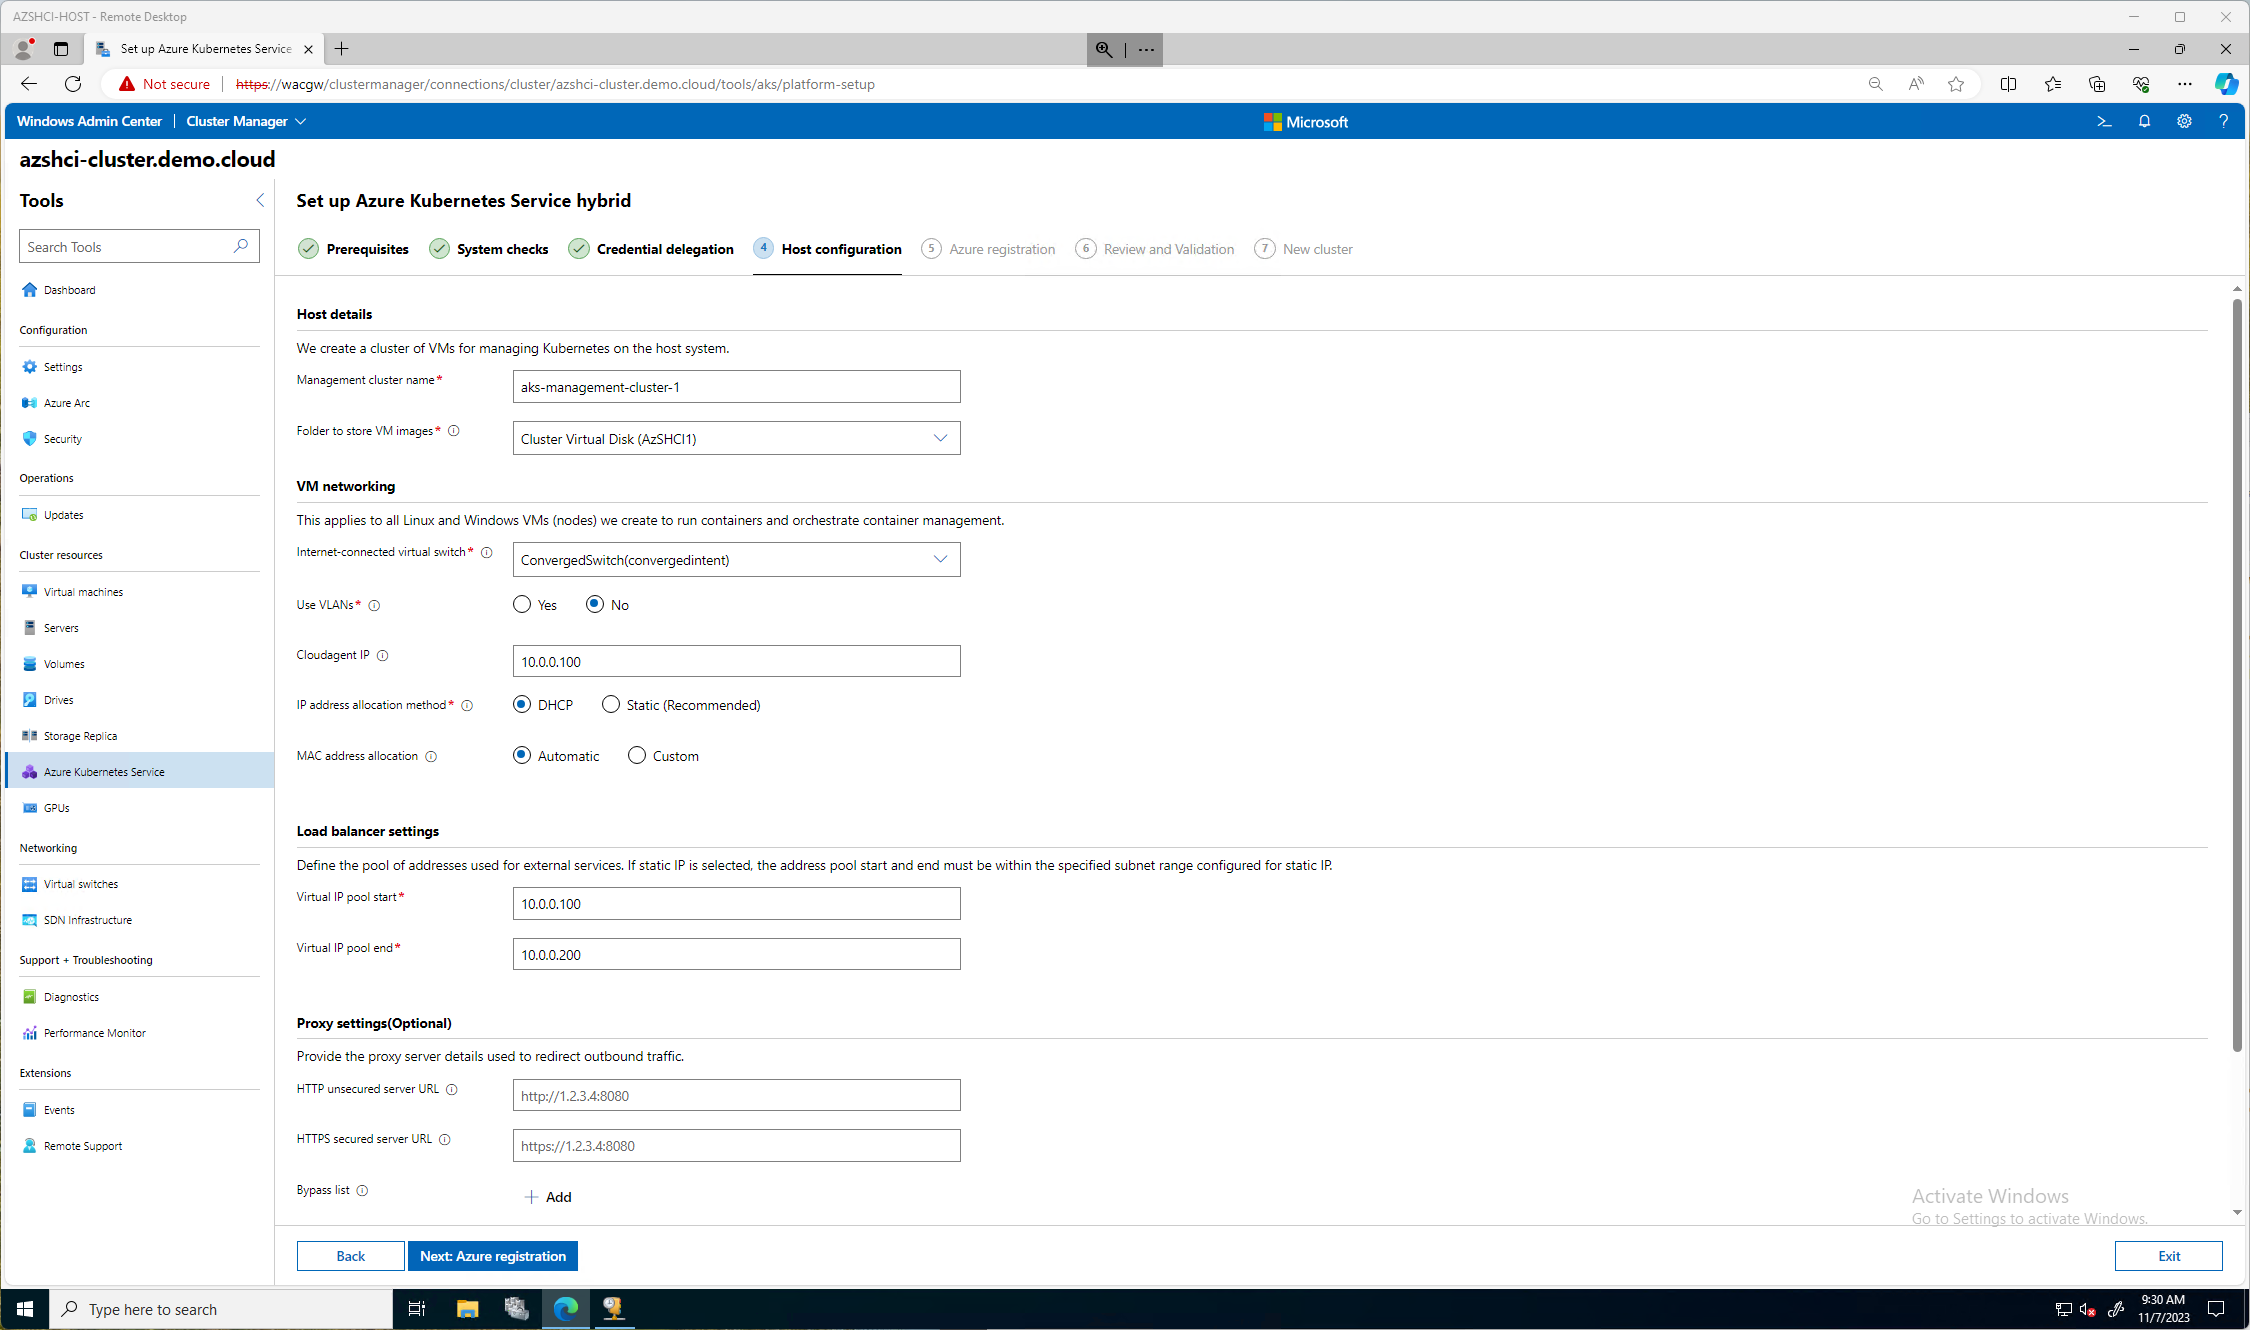 AZSHCI-HOST - Remote Desktop
Set up Azure Kubernetes Service
Not secure
https://wacgw/clustermanager/connections/cluster/azshci-cluster.demo.cloud/tools/aks/platform-setup
Windows Admin Center | Cluster Manager
Microsoft
azshci-cluster.demo.cloud
Tools
Search Tools
Dashboard
Configuration
Settings
Azure Arc
Security
Operations
Updates
Cluster resources
Virtual machines
Servers
Volumes
Drives
Storage Replica
Azure Kubernetes Service
GPUs
Networking
Virtual switches
SDN Infrastructure
Support + Troubleshooting
Diagnostics
Performance Monitor
Extensions
Events
Remote Support
Set up Azure Kubernetes Service hybrid
Prerequisites
System checks
Credential delegation
4 Host configuration
5 Azure registration
6 Review and Validation
7 New cluster
Host details
We create a cluster of VMs for managing Kubernetes on the host system.
Management cluster name* aks-management-cluster-1
Folder to store VM images* Cluster Virtual Disk (AzSHCI1)
VM networking
This applies to all Linux and Windows VMs (nodes) we create to run containers and orchestrate container management.
Internet-connected virtual switch* ConvergedSwitch(convergedintent)
Use VLANs* Yes No
Cloudagent IP 10.0.0.100
IP address allocation method* DHCP Static (Recommended)
MAC address allocation Automatic Custom
Load balancer settings
Define the pool of addresses used for external services. If static IP is selected, the address pool start and end must be within the specified subnet range configured for static IP.
Virtual IP pool start* 10.0.0.100
Virtual IP pool end* 10.0.0.200
Proxy settings(Optional)
Provide the proxy server details used to redirect outbound traffic.
HTTP unsecured server URL http://1.2.3.4:8080
HTTPS secured server URL https://1.2.3.4:8080
Bypass list + Add
Activate Windows
Go to Settings to activate Windows.
Back
Next: Azure registration
Exit
Type here to search
9:30 AM
11/7/2023